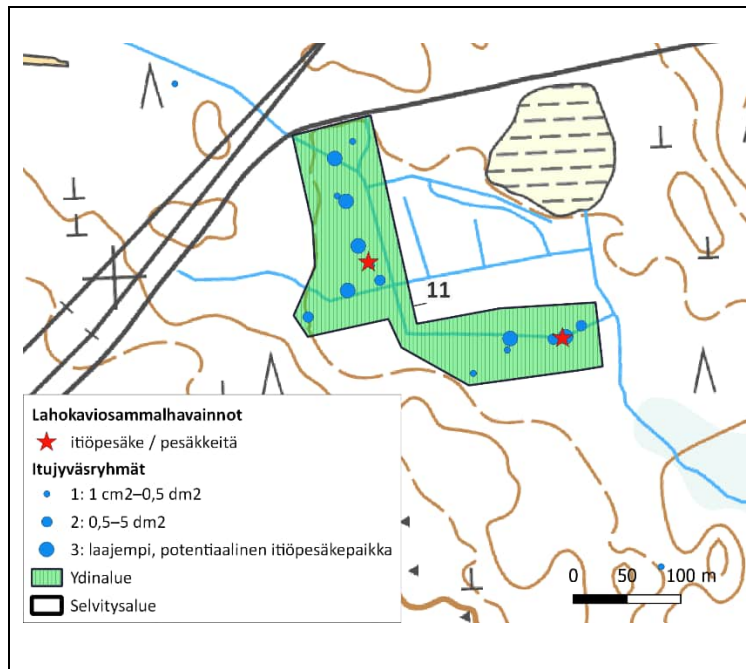 11
Lahokaviosammalhavainnot
itiöpesäke / pesäkkeitä
Itujyväsryhmät
1: 1 cm2–0,5 dm2
2: 0,5–5 dm2
3: laajempi, potentiaalinen itiöpesäkepaikka
Ydinalue
Selvitysalue
0 50 100 m